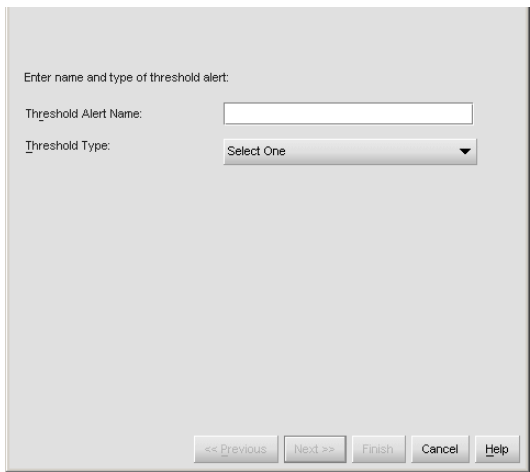 Enter name and type of threshold alert:
Threshold Alert Name:
Threshold Type:
Select One
<< Previous
Next >>
Finish
Cancel
Help